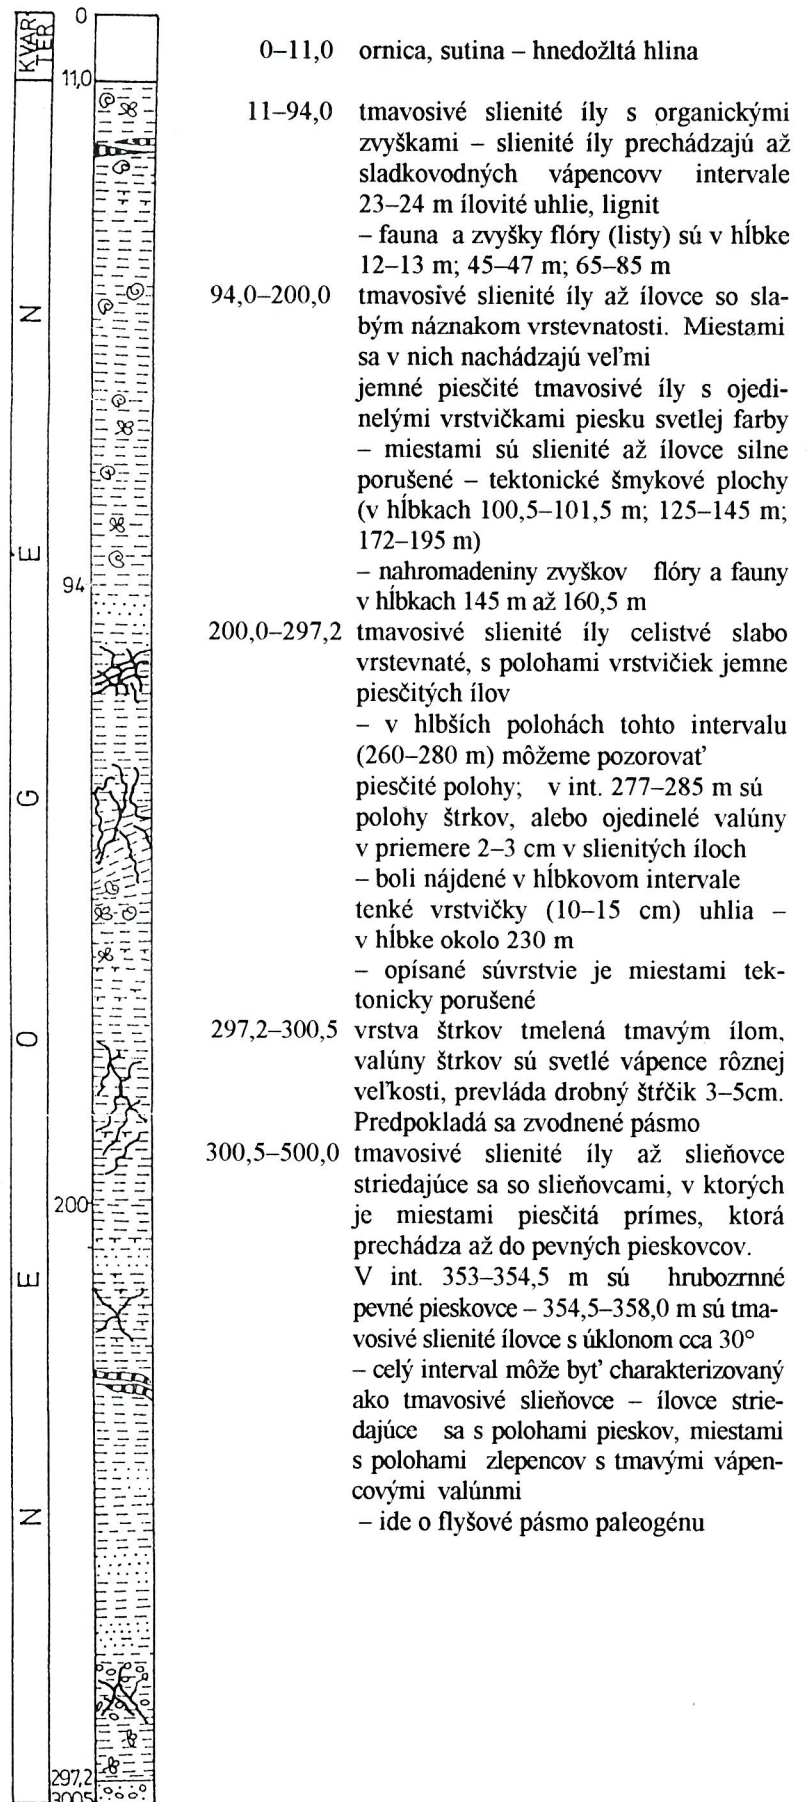 KVAR-
TER
N
E
O
G
É
N
0
11,0
94
200
297,2
300,5
0–11,0 ornica, sutina – hnedožltá hlina
11–94,0 tmavosivé slienité íly s organickými
zvyškami – slienité íly prechádzajú až
sladkovodných vápencovv intervale
23–24 m ílovité uhlie, lignit
– fauna a zvyšky flóry (listy) sú v hĺbke
12–13 m; 45–47 m; 65–85 m
94,0–200,0 tmavosivé slienité íly až ílovce so sla-
bým náznakom vrstevnatosti. Miestami
sa v nich nachádzajú veľmi
jemné piesčité tmavosivé íly s ojedi-
nelými vrstvičkami piesku svetlej farby
– miestami sú slienité až ílovce silne
porušené – tektonické šmykové plochy
(v hĺbkach 100,5–101,5 m; 125–145 m;
172–195 m)
– nahromadeniny zvyškov flóry a fauny
v hĺbkach 145 m až 160,5 m
200,0–297,2 tmavosivé slienité íly celistvé slabo
vrstevnaté, s polohami vrstvičiek jemne
piesčitých ílov
– v hlbších polohách tohto intervalu
(260–280 m) môžeme pozorovať
piesčité polohy; v int. 277–285 m sú
polohy štrkov, alebo ojedinelé valúny
v priemere 2–3 cm v slienitých íloch
– boli nájdené v hĺbkovom intervale
tenké vrstvičky (10–15 cm) uhlia –
v hĺbke okolo 230 m
– opísané súvrstvie je miestami tek-
tonicky porušené
297,2–300,5 vrstva štrkov tmelená tmavým ílom,
valúny štrkov sú svetlé vápence rôznej
veľkosti, prevláda drobný štŕčik 3–5cm.
Predpokladá sa zvodnené pásmo
300,5–500,0 tmavosivé slienité íly až slieňovce
striedajúce sa so slieňovcami, v ktorých
je miestami piesčitá prímes, ktorá
prechádza až do pevných pieskovcov.
V int. 353–354,5 m sú hrubozrnné
pevné pieskovce – 354,5–358,0 m sú tma-
vosivé slienité ílovce s úklonom cca 30°
– celý interval môže byť charakterizovaný
ako tmavosivé slieňovce – ílovce strie-
dajúce sa s polohami pieskov, miestami
s polohami zlepencov s tmavými vápen-
covými valúnmi
– ide o flyšové pásmo paleogénu